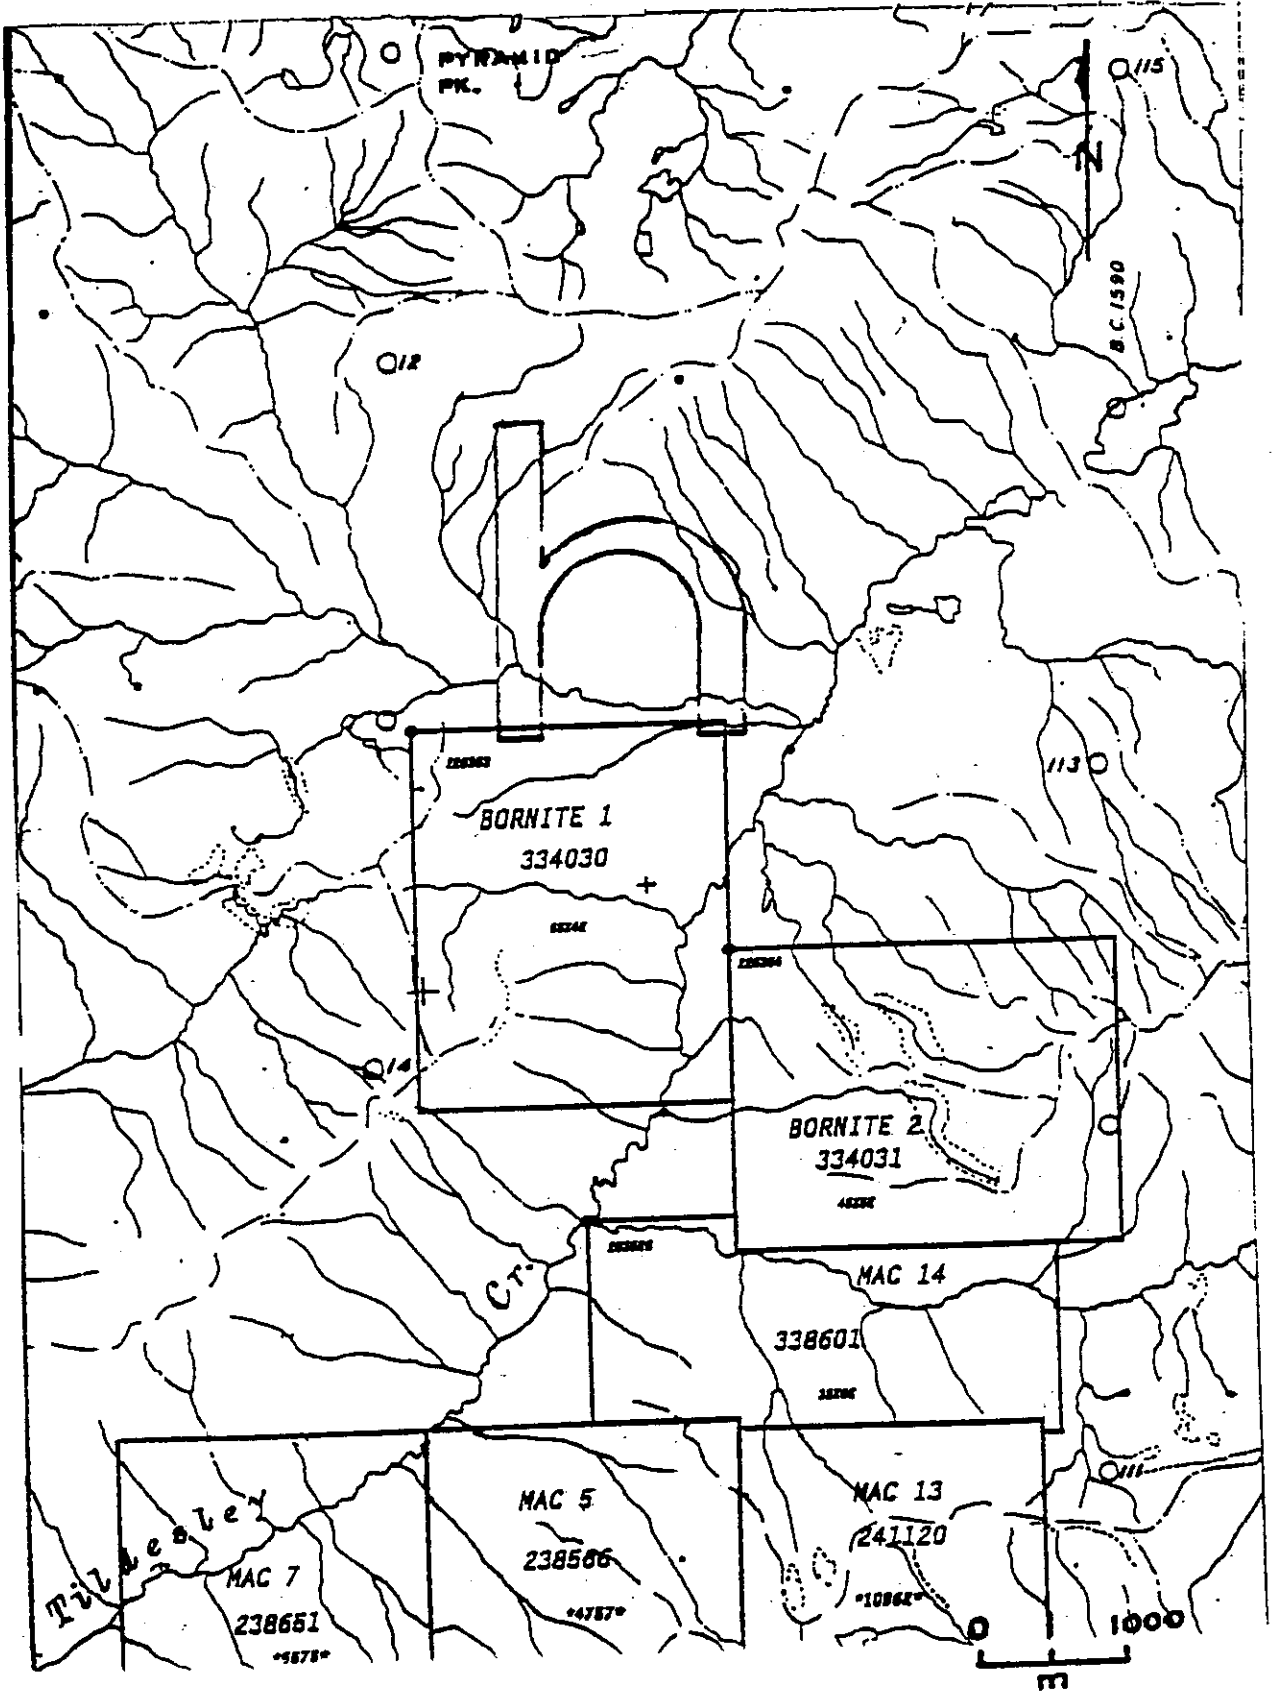 PYRAMID
PK.
115
N
B.C. 1590
12
113
BORNITE 1
334030
14
BORNITE 2
334031
Cr.
MAC 14
338601
111
MAC 5
238566
MAC 13
241120
Tildesley
MAC 7
238651
0
1000
m